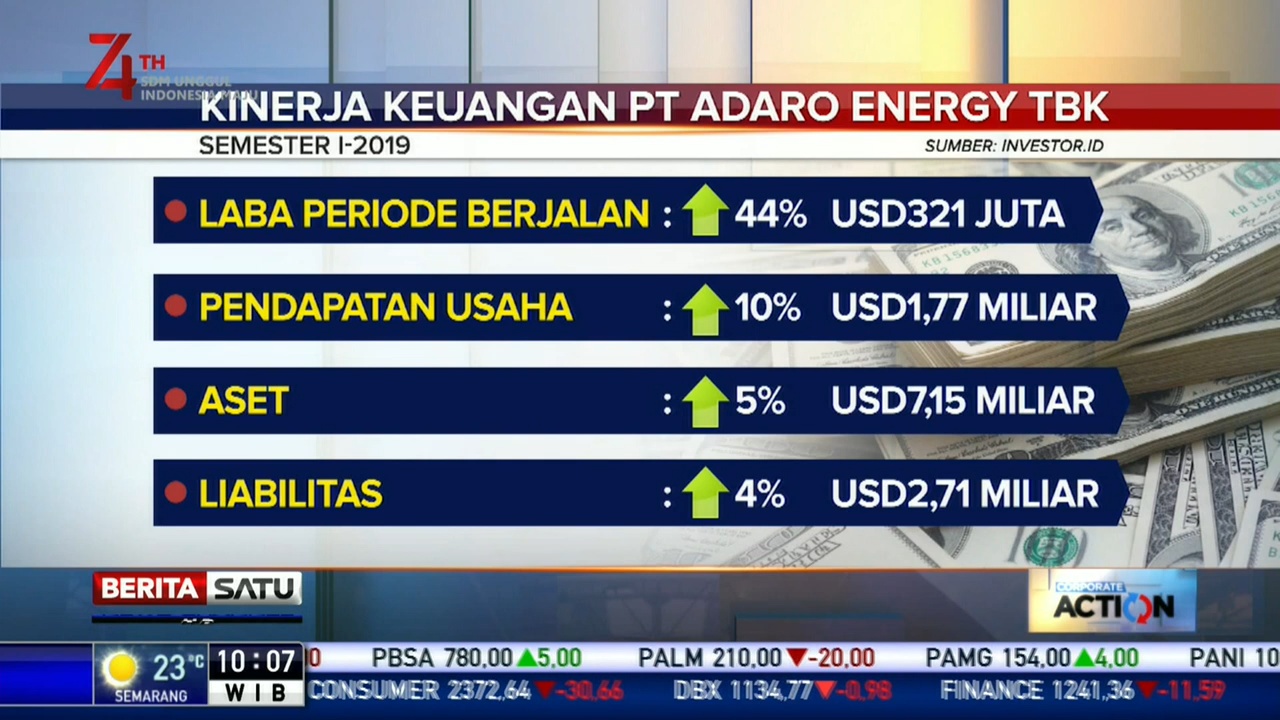 74TH
SDM UNGGUL
INDONESIA MAJU
KINERJA KEUANGAN PT ADARO ENERGY TBK
SEMESTER I-2019
SUMBER: INVESTOR.ID
LABA PERIODE BERJALAN : 44% USD321 JUTA
PENDAPATAN USAHA : 10% USD1,77 MILIAR
ASET : 5% USD7,15 MILIAR
LIABILITAS : 4% USD2,71 MILIAR
BERITA SATU
CORPORATE
ACTION
23°C
SEMARANG
10:07
WIB
0 PBSA 780,00 5,00 PALM 210,00 -20,00 PAMG 154,00 4,00 PANI 10
CONSUMER 2372,64 -30,66 DBX 1134,77 -0,98 FINANCE 1241,36 -11,59